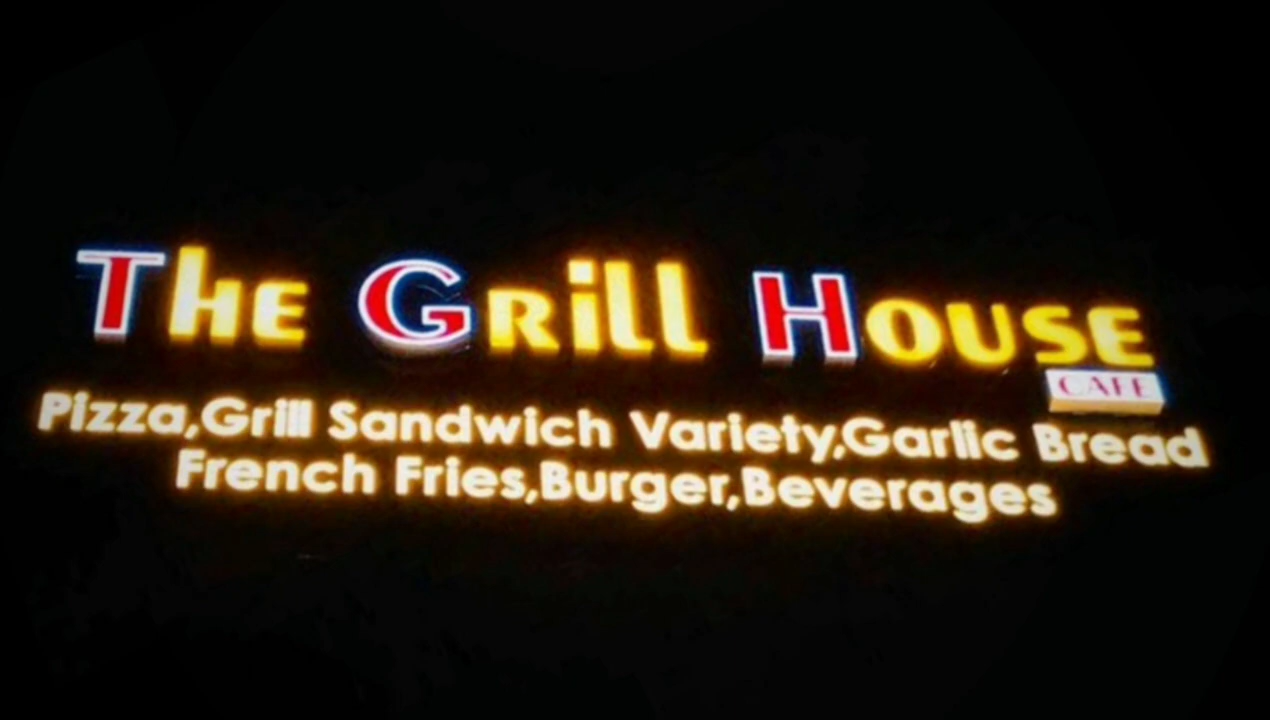 The Grill House
CAFE
Pizza,Grill Sandwich Variety,Garlic Bread
French Fries,Burger,Beverages